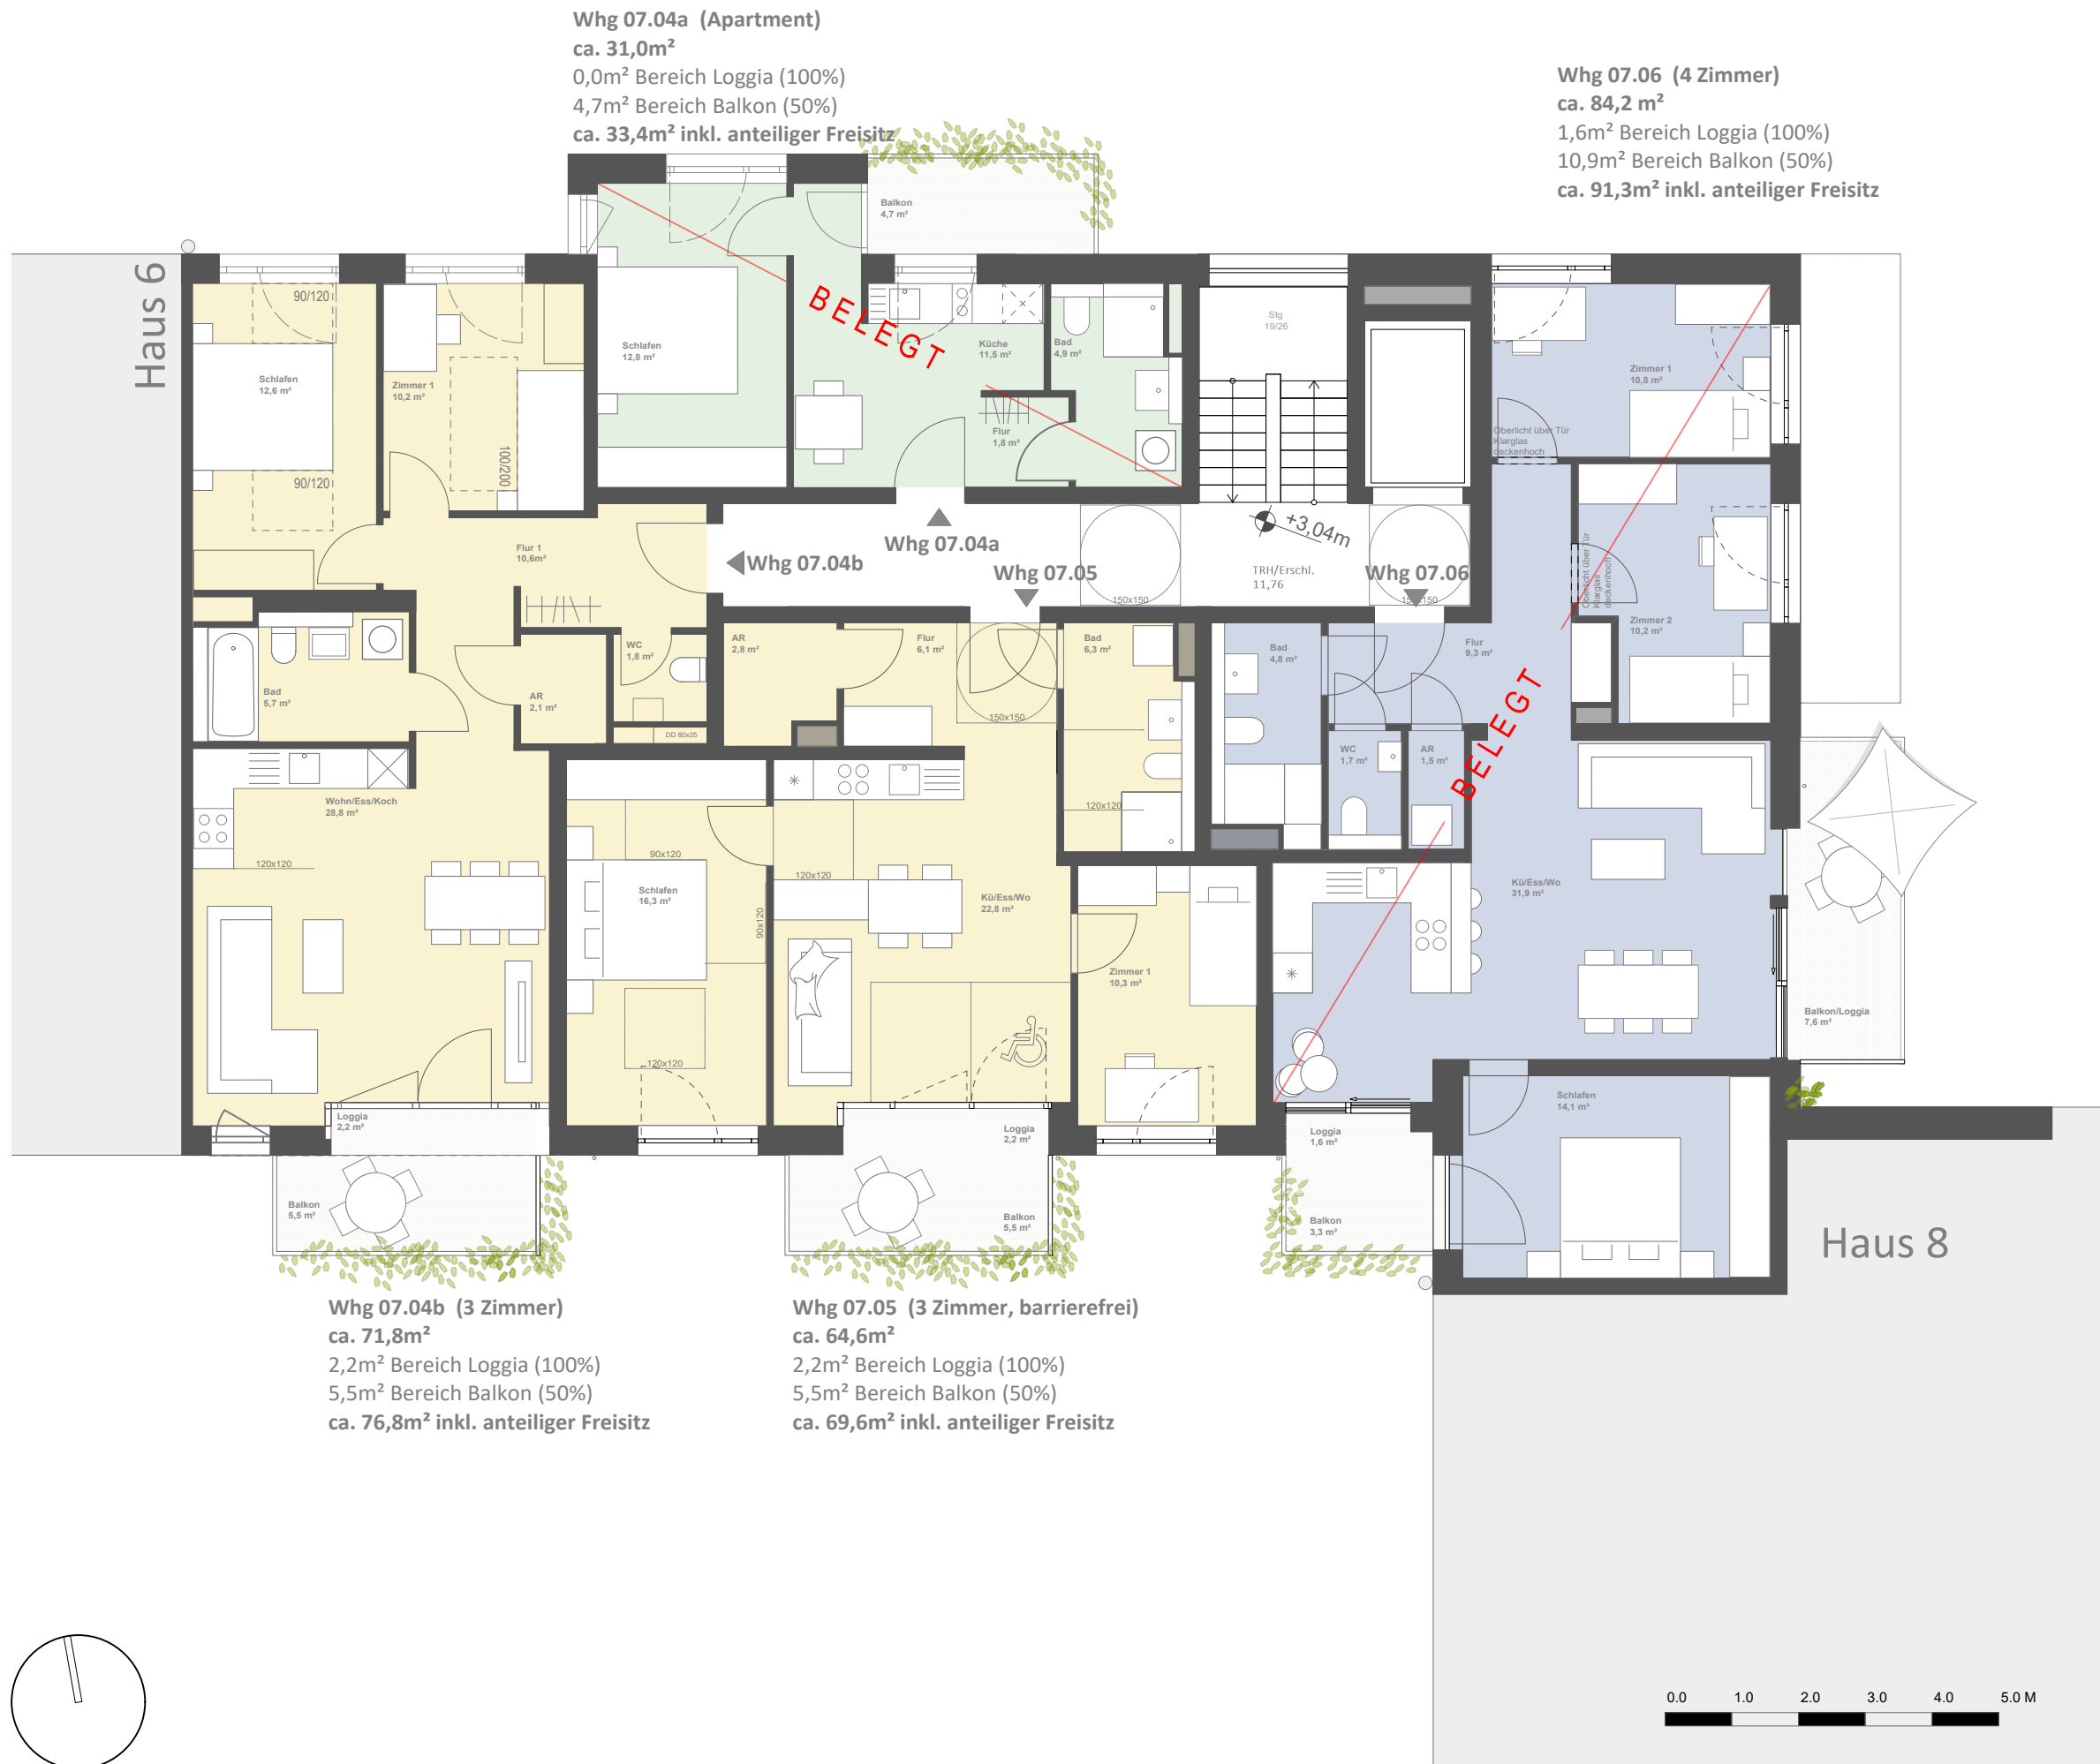 Whg 07.04a  (Apartment)
ca. 31,0m²
0,0m² Bereich Loggia (100%)
4,7m² Bereich Balkon (50%)
ca. 33,4m² inkl. anteiliger Freisitz
Whg 07.06  (4 Zimmer)
ca. 84,2 m²
1,6m² Bereich Loggia (100%)
10,9m² Bereich Balkon (50%)
ca. 91,3m² inkl. anteiliger Freisitz
Haus 6
90/120
Schlafen
12,6 m²
90/120
Zimmer 1
10,2 m²
100/200
Schlafen
12,8 m²
BELEGT
Balkon
4,7 m²
Küche
11,5 m²
Bad
4,9 m²
Flur
1,8 m²
Stg
19/26
Zimmer 1
10,8 m²
Oberlicht über Tür
Klarglas
deckenhoch
Oberlicht über Tür
Klarglas
deckenhoch
Zimmer 2
10,2 m²
Flur 1
10,6m²
Whg 07.04b
Whg 07.04a
Whg 07.05
150x150
+3,04m
TRH/Erschl.
11,76
Whg 07.06
150x150
Bad
5,7 m²
AR
2,1 m²
WC
1,8 m²
DD 80x25
AR
2,8 m²
Flur
6,1 m²
150x150
Bad
6,3 m²
120x120
Bad
4,8 m²
Flur
9,3 m²
WC
1,7 m²
AR
1,5 m²
BELEGT
Wohn/Ess/Koch
28,8 m²
120x120
90x120
Schlafen
16,3 m²
90x120
120x120
120x120
Kü/Ess/Wo
22,8 m²
Zimmer 1
10,3 m²
Kü/Ess/Wo
31,9 m²
Balkon/Loggia
7,6 m²
Schlafen
14,1 m²
Loggia
2,2 m²
Balkon
5,5 m²
Loggia
2,2 m²
Balkon
5,5 m²
Loggia
1,6 m²
Balkon
3,3 m²
Haus 8
Whg 07.04b  (3 Zimmer)
ca. 71,8m²
2,2m² Bereich Loggia (100%)
5,5m² Bereich Balkon (50%)
ca. 76,8m² inkl. anteiliger Freisitz
Whg 07.05  (3 Zimmer, barrierefrei)
ca. 64,6m²
2,2m² Bereich Loggia (100%)
5,5m² Bereich Balkon (50%)
ca. 69,6m² inkl. anteiliger Freisitz
0.0 1.0 2.0 3.0 4.0 5.0 M